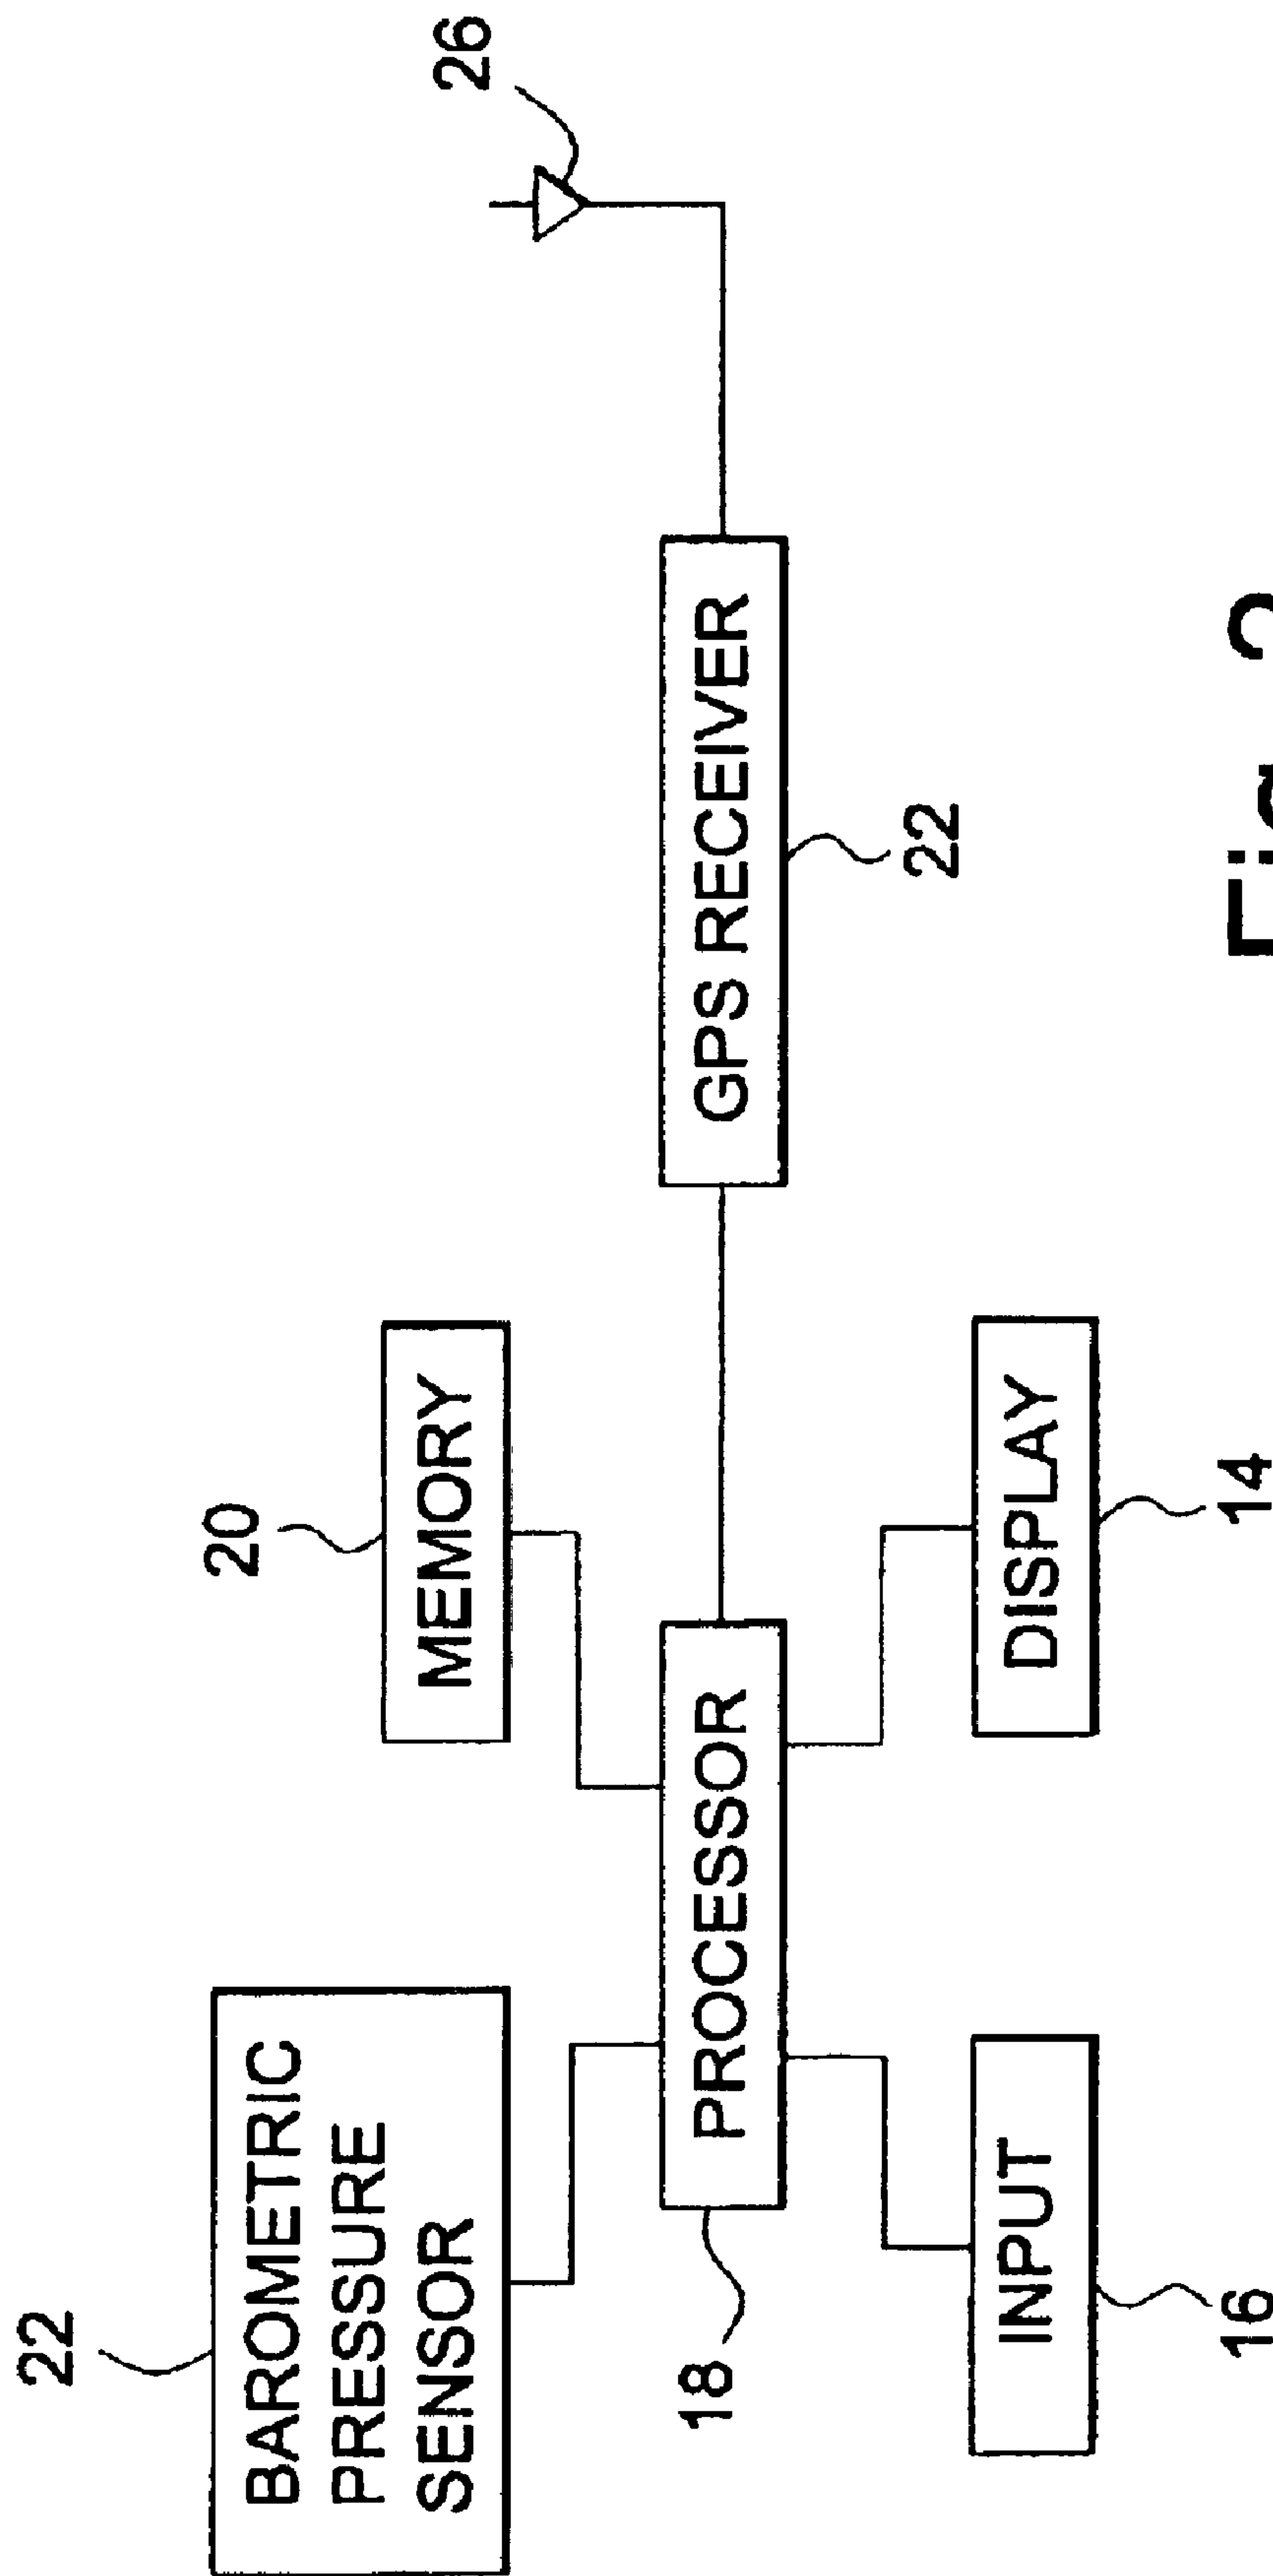 22
BAROMETRIC
PRESSURE
SENSOR
20
MEMORY
26
18
PROCESSOR
GPS RECEIVER
22
INPUT
16
DISPLAY
14